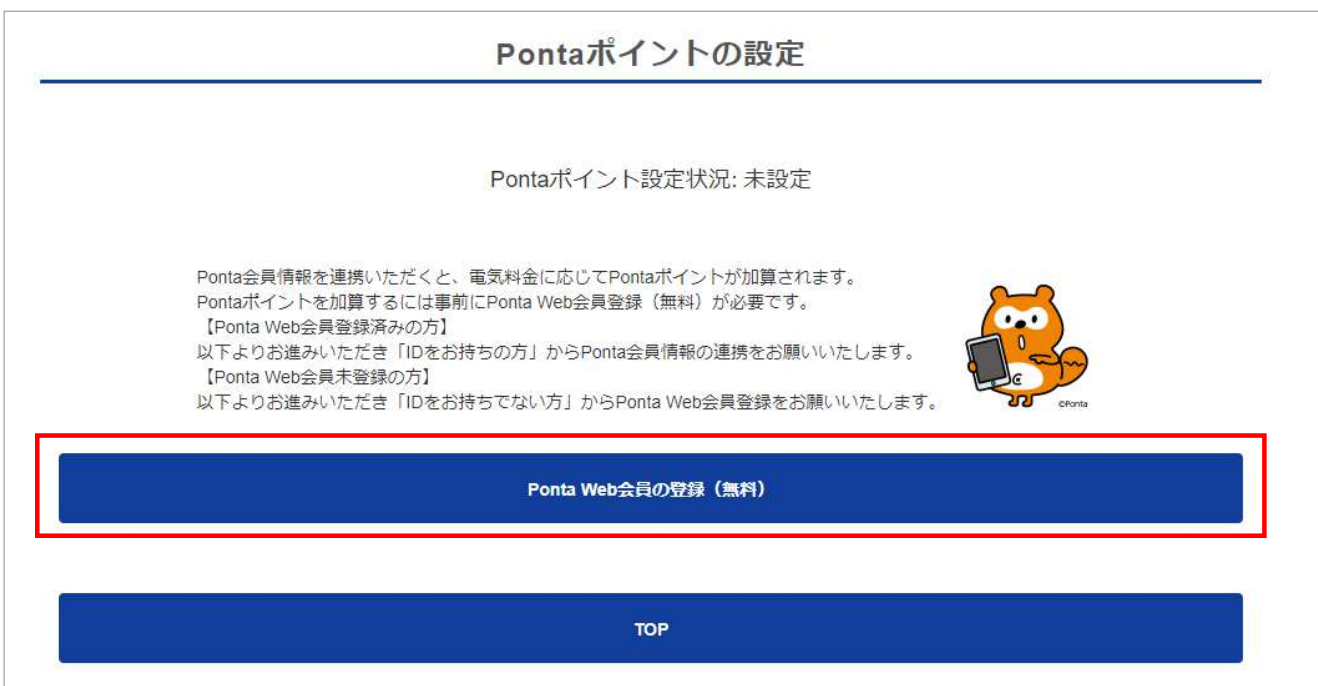 Pontaポイントの設定
Pontaポイント設定状況: 未設定
Ponta会員情報を連携いただくと、電気料金に応じてPontaポイントが加算されます。
Pontaポイントを加算するには事前にPonta Web会員登録（無料）が必要です。
【Ponta Web会員登録済みの方】
以下よりお進みいただき「IDをお持ちの方」からPonta会員情報の連携をお願いいたします。
【Ponta Web会員未登録の方】
以下よりお進みいただき「IDをお持ちでない方」からPonta Web会員登録をお願いいたします。
©Ponta
Ponta Web会員の登録（無料）
TOP